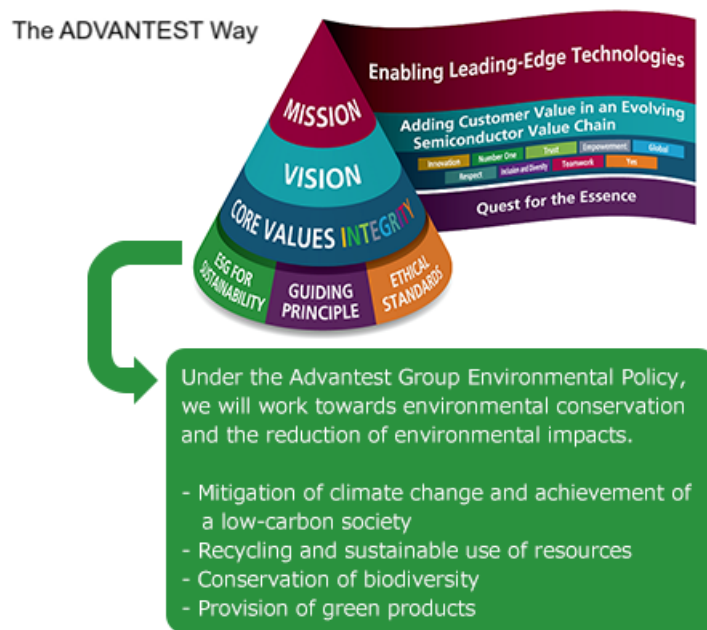 The ADVANTEST Way
MISSION
VISION
CORE VALUES INTEGRITY
ESG FOR
SUSTAINABILITY
GUIDING
PRINCIPLE
ETHICAL
STANDARDS
Enabling Leading-Edge Technologies
Adding Customer Value in an Evolving
Semiconductor Value Chain
Innovation Number One Trust Empowerment Global
Respect Inclusion and Diversity Teamwork Yes
Quest for the Essence
Under the Advantest Group Environmental Policy,
we will work towards environmental conservation
and the reduction of environmental impacts.
- Mitigation of climate change and achievement of
a low-carbon society
- Recycling and sustainable use of resources
- Conservation of biodiversity
- Provision of green products